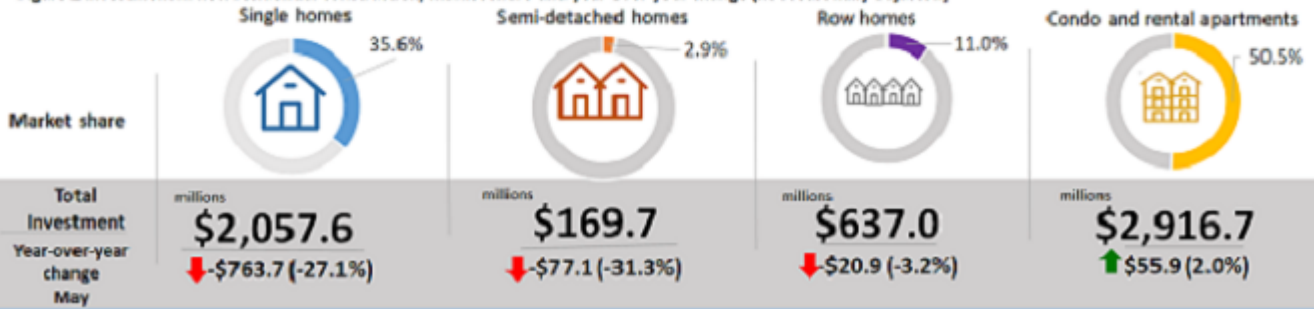 Single homes
Semi-detached homes
Row homes
Condo and rental apartments
35.6%
2.9%
11.0%
50.5%
Market share
Total
Investment
millions
$2,057.6
millions
$169.7
millions
$637.0
millions
$2,916.7
Year-over-year
change
May
-$763.7 (-27.1%)
-$77.1 (-31.3%)
-$20.9 (-3.2%)
$55.9 (2.0%)